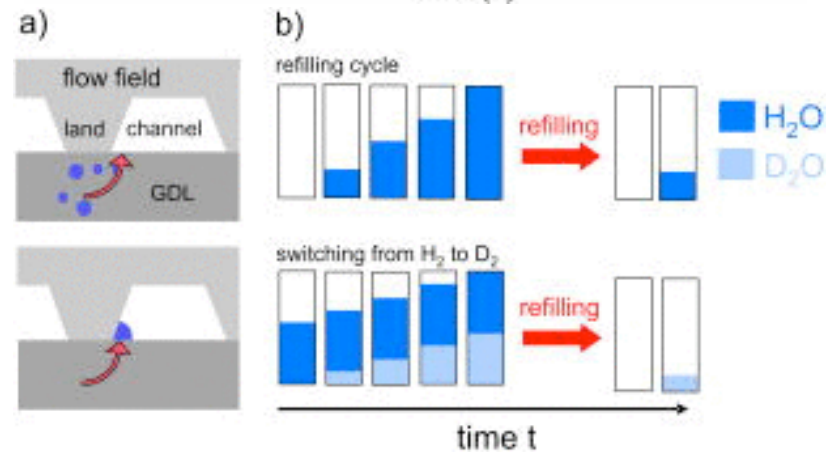 a)
flow field
land
channel
GDL
b)
refilling cycle
refilling
H₂O
D₂O
switching from H₂ to D₂
refilling
time t